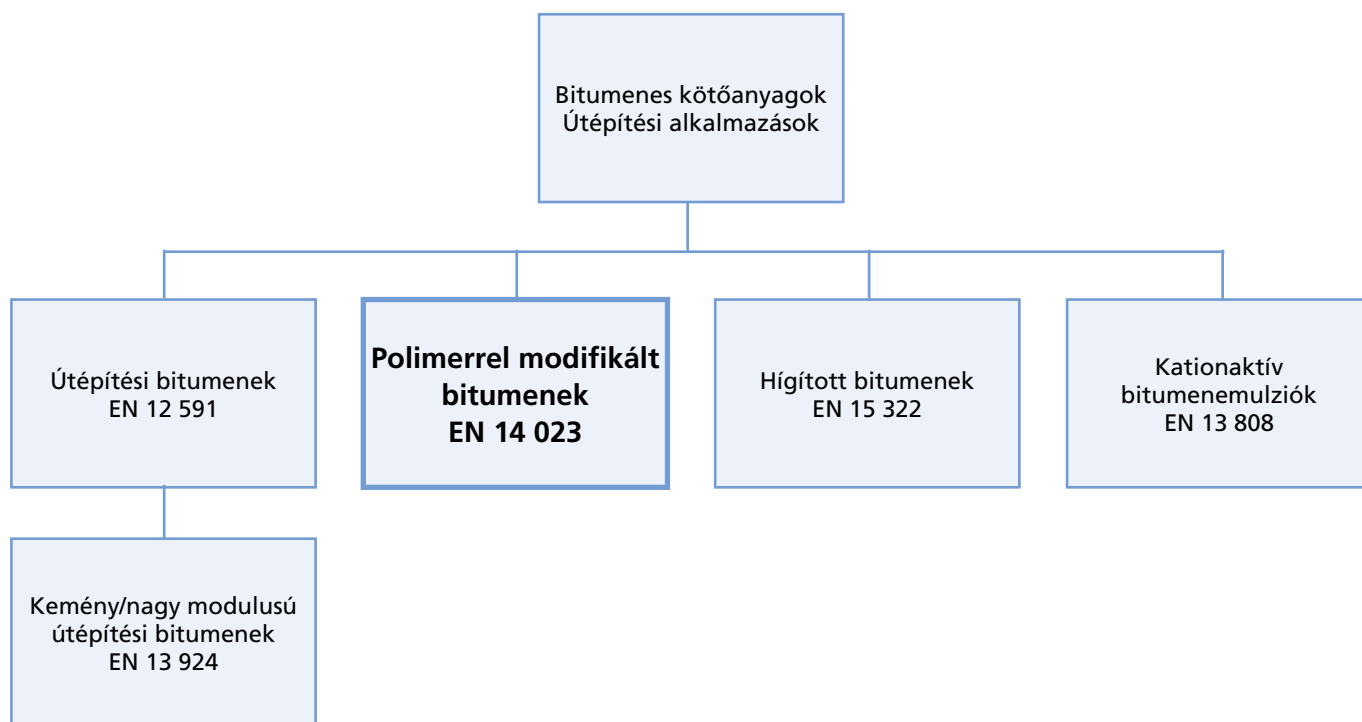 Bitumenes kötőanyagok
Útépítési alkalmazások
Útépítési bitumenek
EN 12 591
Polimerrel modifikált
bitumenek
EN 14 023
Hígított bitumenek
EN 15 322
Kationaktív
bitumenemulziók
EN 13 808
Kemény/nagy modulusú
útépítési bitumenek
EN 13 924